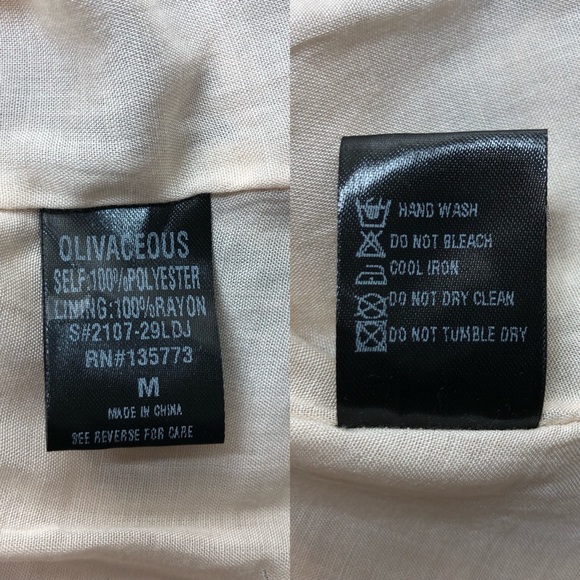 OLIVACEOUS
SELF:100%POLYESTER
LINING:100%RAYON
S#2107-29LDJ
RN#135773
M
MADE IN CHINA
SEE REVERSE FOR CARE
HAND WASH
DO NOT BLEACH
COOL IRON
DO NOT DRY CLEAN
DO NOT TUMBLE DRY